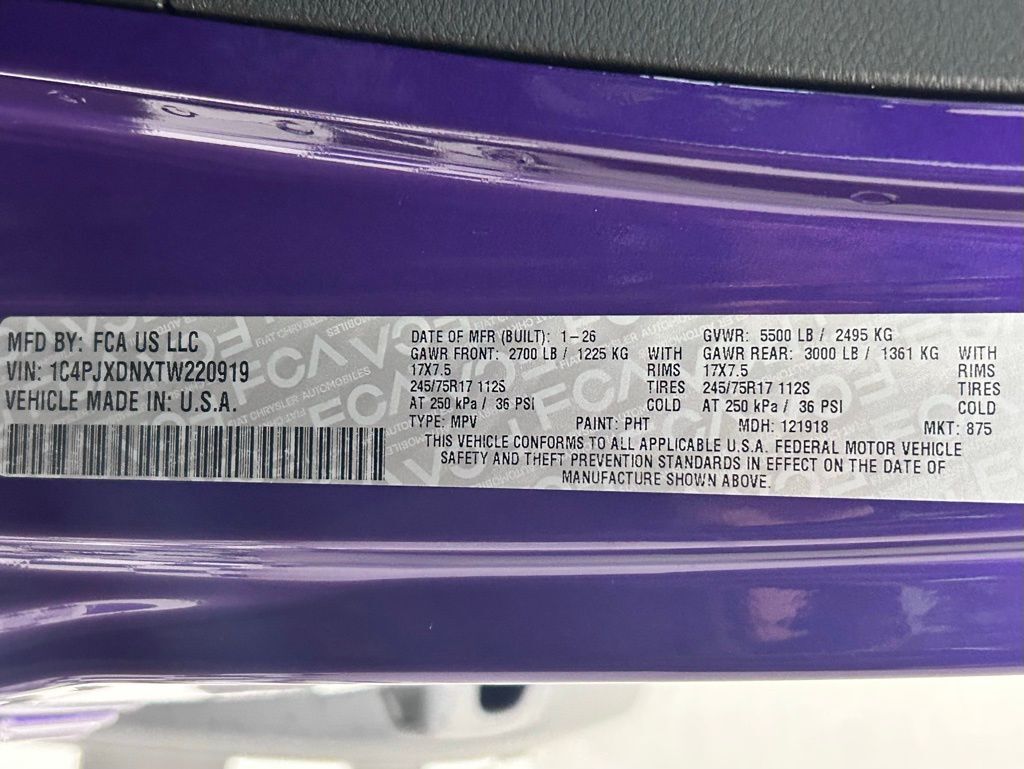 MFD BY: FCA US LLC
VIN: 1C4PJXDNXTW220919
VEHICLE MADE IN: U.S.A.
DATE OF MFR (BUILT): 1-26 GVWR: 5500 LB / 2495 KG
GAWR FRONT: 2700 LB / 1225 KG WITH GAWR REAR: 3000 LB / 1361 KG WITH
17X7.5 RIMS 17X7.5 RIMS
245/75R17 112S TIRES 245/75R17 112S TIRES
AT 250 kPa / 36 PSI COLD AT 250 kPa / 36 PSI COLD
TYPE: MPV PAINT: PHT MDH: 121918 MKT: 875
THIS VEHICLE CONFORMS TO ALL APPLICABLE U.S.A. FEDERAL MOTOR VEHICLE
SAFETY AND THEFT PREVENTION STANDARDS IN EFFECT ON THE DATE OF
MANUFACTURE SHOWN ABOVE.